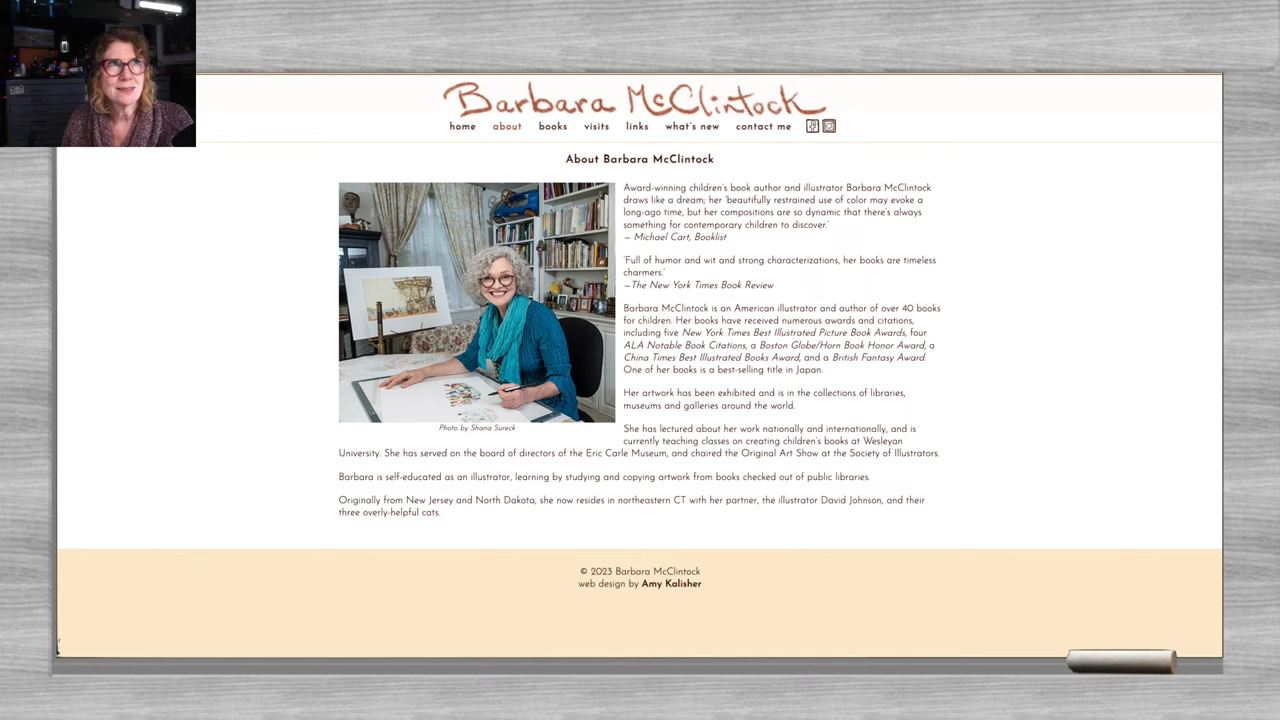 Barbara McClintock
home about books visits links what's new contact me
About Barbara McClintock
Award-winning children's book author and illustrator Barbara McClintock
draws like a dream; her 'beautifully restrained use of color may evoke a
long-ago time, but her compositions are so dynamic that there's always
something for contemporary children to discover.'
– Michael Cart, Booklist
'Full of humor and wit and strong characterizations, her books are timeless
charmers.'
–The New York Times Book Review
Barbara McClintock is an American illustrator and author of over 40 books
for children. Her books have received numerous awards and citations,
including five New York Times Best Illustrated Picture Book Awards, four
ALA Notable Book Citations, a Boston Globe/Horn Book Honor Award, a
China Times Best Illustrated Books Award, and a British Fantasy Award.
One of her books is a best-selling title in Japan.
Her artwork has been exhibited and is in the collections of libraries,
museums and galleries around the world.
Photo by Shana Sureck
She has lectured about her work nationally and internationally, and is
currently teaching classes on creating children's books at Wesleyan
University. She has served on the board of directors of the Eric Carle Museum, and chaired the Original Art Show at the Society of Illustrators.
Barbara is self-educated as an illustrator, learning by studying and copying artwork from books checked out of public libraries.
Originally from New Jersey and North Dakota, she now resides in northeastern CT with her partner, the illustrator David Johnson, and their
three overly-helpful cats.
© 2023 Barbara McClintock
web design by Amy Kalisher